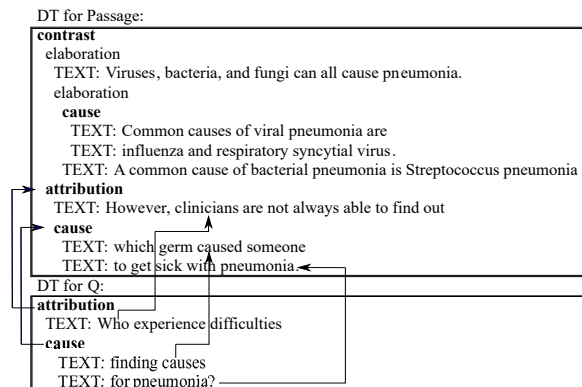 DT for Passage:
contrast
elaboration
TEXT: Viruses, bacteria, and fungi can all cause pneumonia.
elaboration
cause
TEXT: Common causes of viral pneumonia are
TEXT: influenza and respiratory syncytial virus.
TEXT: A common cause of bacterial pneumonia is Streptococcus pneumonia
attribution
TEXT: However, clinicians are not always able to find out
cause
TEXT: which germ caused someone
TEXT: to get sick with pneumonia.
DT for Q:
attribution
TEXT: Who experience difficulties
cause
TEXT: finding causes
TEXT: for pneumonia?